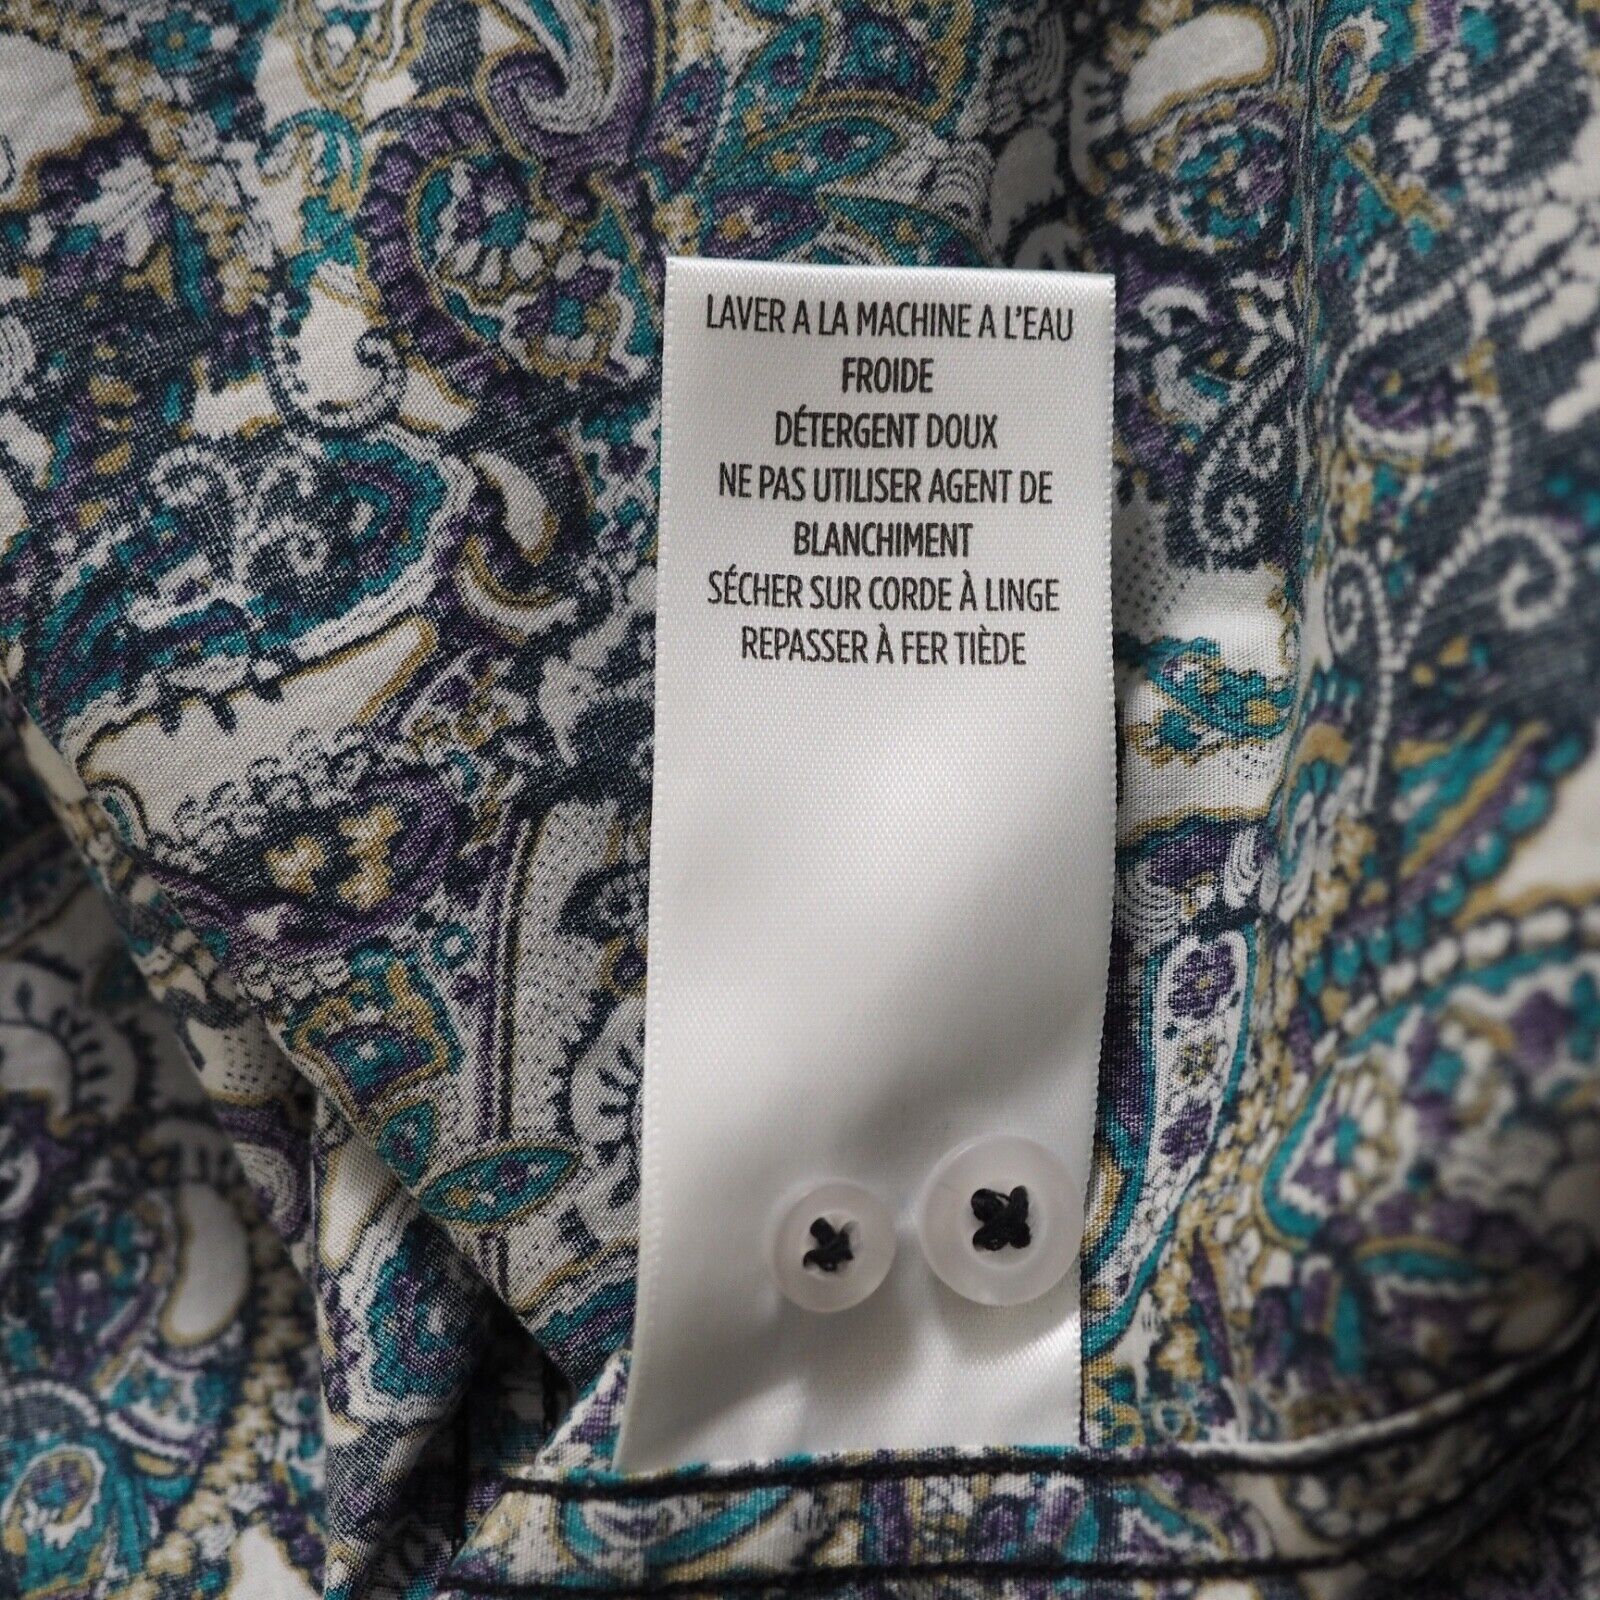 LAVER A LA MACHINE A L'EAU
FROIDE
DÉTERGENT DOUX
NE PAS UTILISER AGENT DE
BLANCHIMENT
SÉCHER SUR CORDE À LINGE
REPASSER À FER TIÈDE